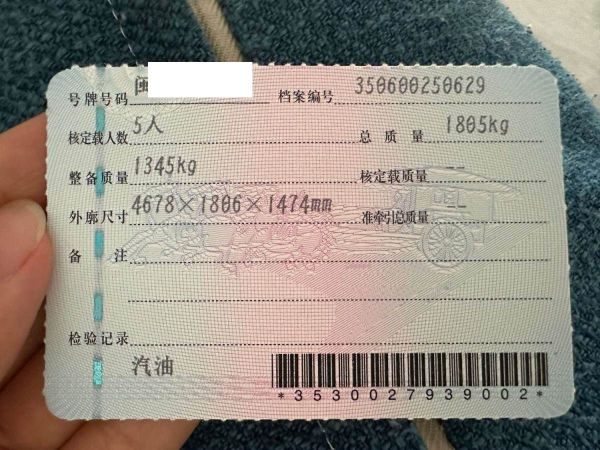 号牌号码 闽 档案编号 350600250629
核定载人数 5人 总质量 1805kg
整备质量 1345kg 核定载质量 --
外廓尺寸 4678×1806×1474mm 准牵引总质量 --
备注
检验记录
汽油
*3530027939002*